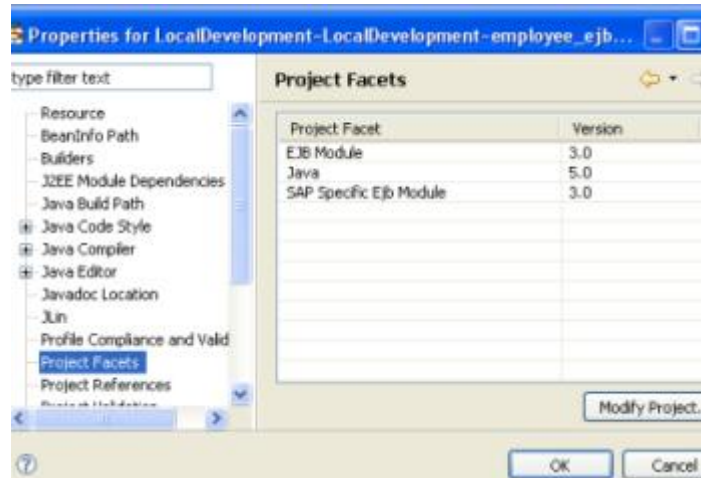 Properties for LocalDevelopment-LocalDevelopment-employee_ejb...
type filter text
Project Facets
Resource
BeanInfo Path
Builders
J2EE Module Dependencies
Java Build Path
Java Code Style
Java Compiler
Java Editor
Javadoc Location
JLin
Profile Compliance and Valid
Project Facets
Project References
Project Validation
Project Facet Version
EJB Module 3.0
Java 5.0
SAP Specific Ejb Module 3.0
Modify Project.
OK Cancel